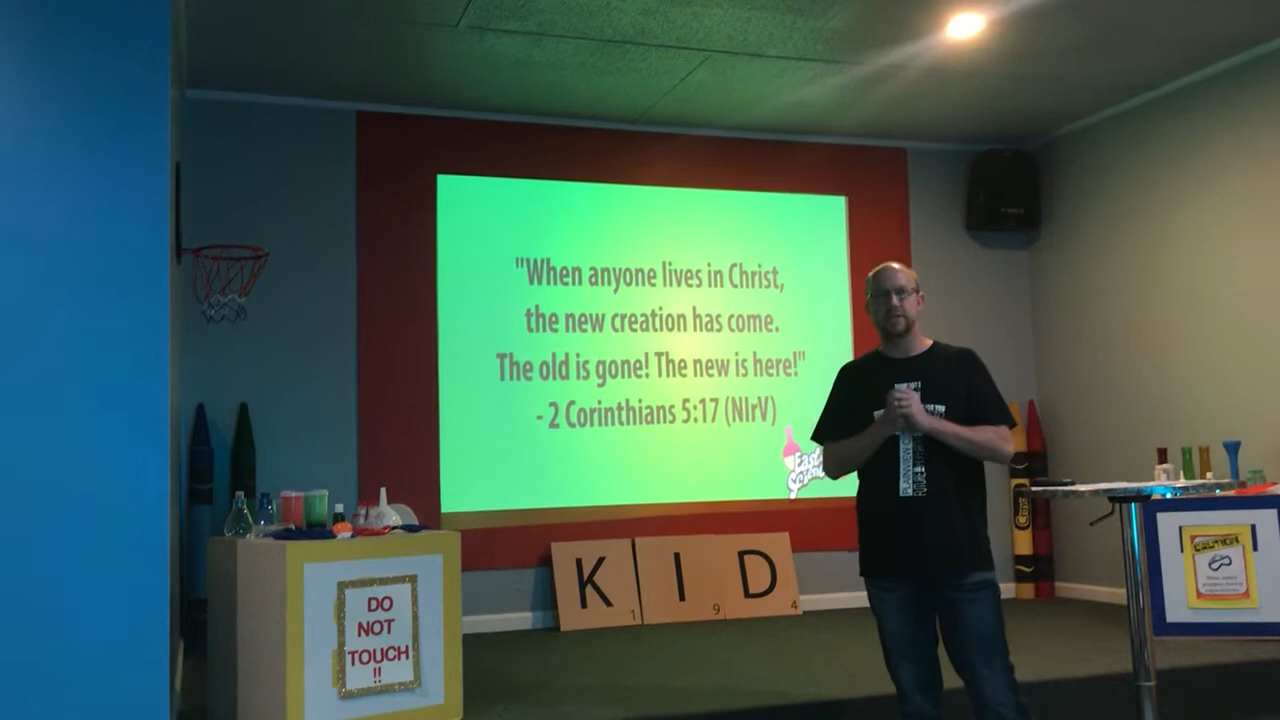 "When anyone lives in Christ,
the new creation has come.
The old is gone! The new is here!"
- 2 Corinthians 5:17 (NIrV)
K I D
1 9 4
DO
NOT
TOUCH
!!
CAUTION